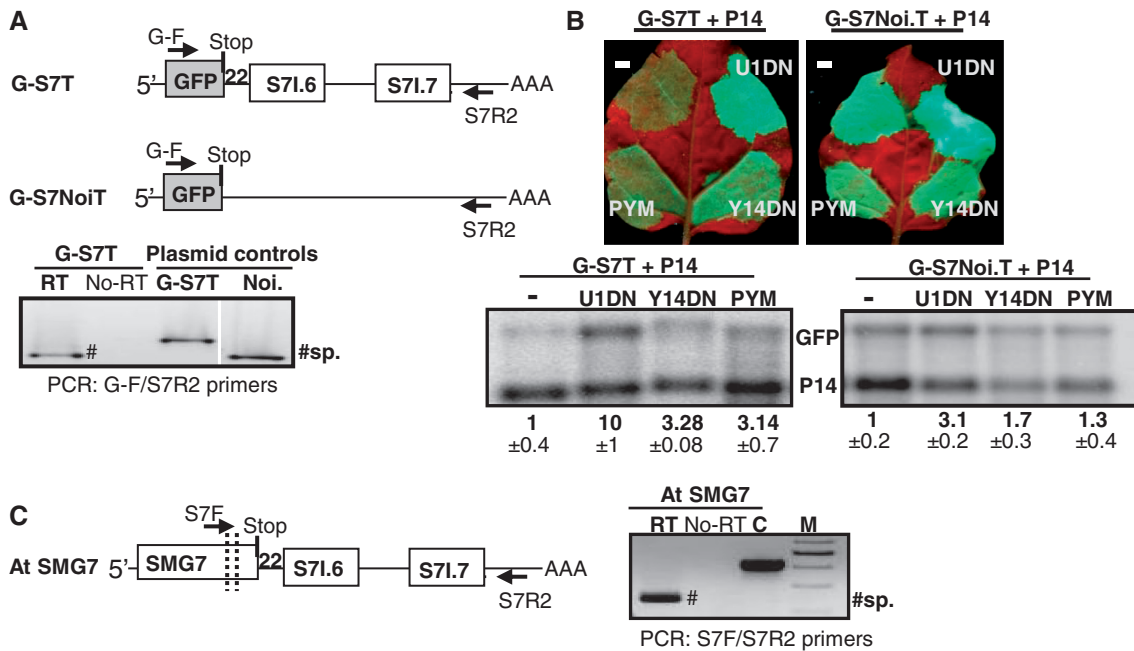 A
G-F
Stop
G-S7T
5'
GFP
22
S7I.6
S7I.7
AAA
S7R2
G-F
Stop
G-S7NoiT
5'
GFP
AAA
S7R2
G-S7T
Plasmid controls
RT
No-RT
G-S7T
Noi.
#
#sp.
PCR: G-F/S7R2 primers
B
G-S7T + P14
G-S7Noi.T + P14
U1DN
PYM
Y14DN
U1DN
PYM
Y14DN
G-S7T + P14
- U1DN Y14DN PYM
G-S7Noi.T + P14
- U1DN Y14DN PYM
GFP
P14
1 10 3.28 3.14
±0.4 ±1 ±0.08 ±0.7
1 3.1 1.7 1.3
±0.2 ±0.2 ±0.3 ±0.4
C
S7F
Stop
At SMG7
5'
SMG7
22
S7I.6
S7I.7
AAA
S7R2
At SMG7
RT No-RT C M
#
#sp.
PCR: S7F/S7R2 primers